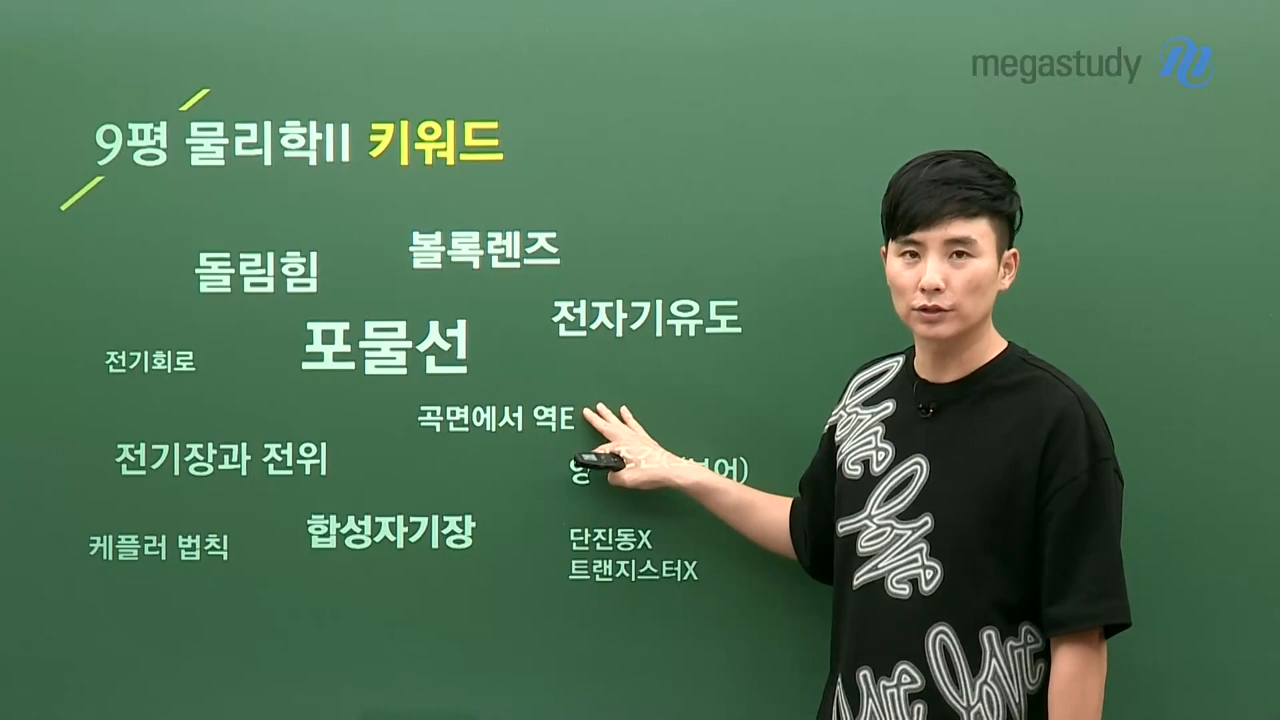 megastudy
9평 물리학II 키워드
볼록렌즈
돌림힘
전자기유도
포물선
전기회로
곡면에서 역E
전기장과 전위
합성자기장
케플러 법칙
단진동X
트랜지스터X